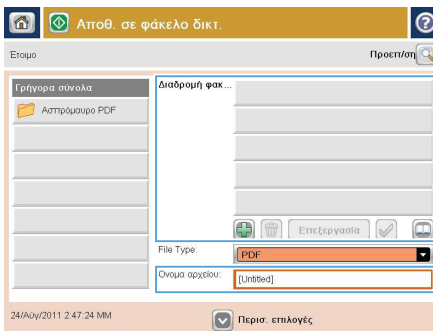 Αποθ. σε φάκελο δικτ.
Έτοιμο
Προεπ/ση
Γρήγορα σύνολα
Ασπρόμαυρο PDF
Διαδρομή φακ...
Επεξεργασία
File Type:
PDF
Όνομα αρχείου:
[Untitled]
24/Αύγ/2011 2:47:24 MM
Περισ. επιλογές